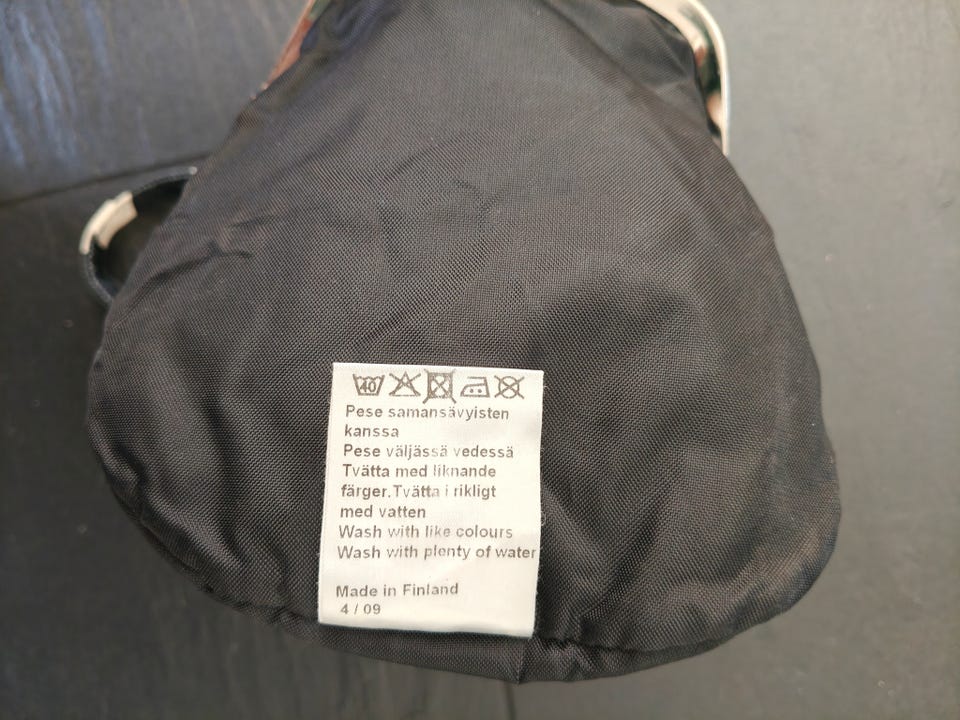 40
Pese samansävyisten
kanssa
Pese väljässä vedessä
Tvätta med liknande
färger.Tvätta i rikligt
med vatten
Wash with like colours
Wash with plenty of water
Made in Finland
4 / 09